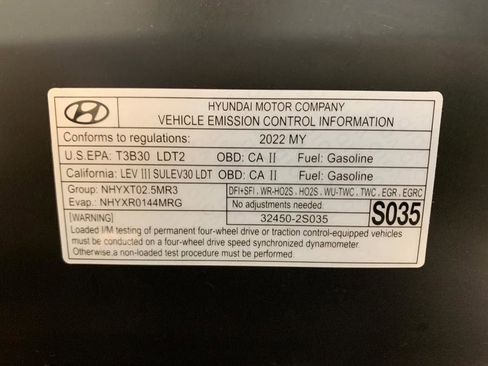 HYUNDAI MOTOR COMPANY
VEHICLE EMISSION CONTROL INFORMATION
Conforms to regulations: 2022 MY
U.S.EPA: T3B30 LDT2 OBD: CA II Fuel: Gasoline
California: LEV III SULEV30 LDT OBD: CA II Fuel: Gasoline
Group: NHYXT02.5MR3 DFI+SFI, WR-HO2S, HO2S, WU-TWC, TWC, EGR, EGRC
Evap.: NHYXR0144MRG No adjustments needed.
[WARNING] 32450-2S035 S035
Loaded I/M testing of permanent four-wheel drive or traction control-equipped vehicles
must be conducted on a four-wheel drive speed synchronized dynamometer.
Otherwise,a non-loaded test procedure must be used.